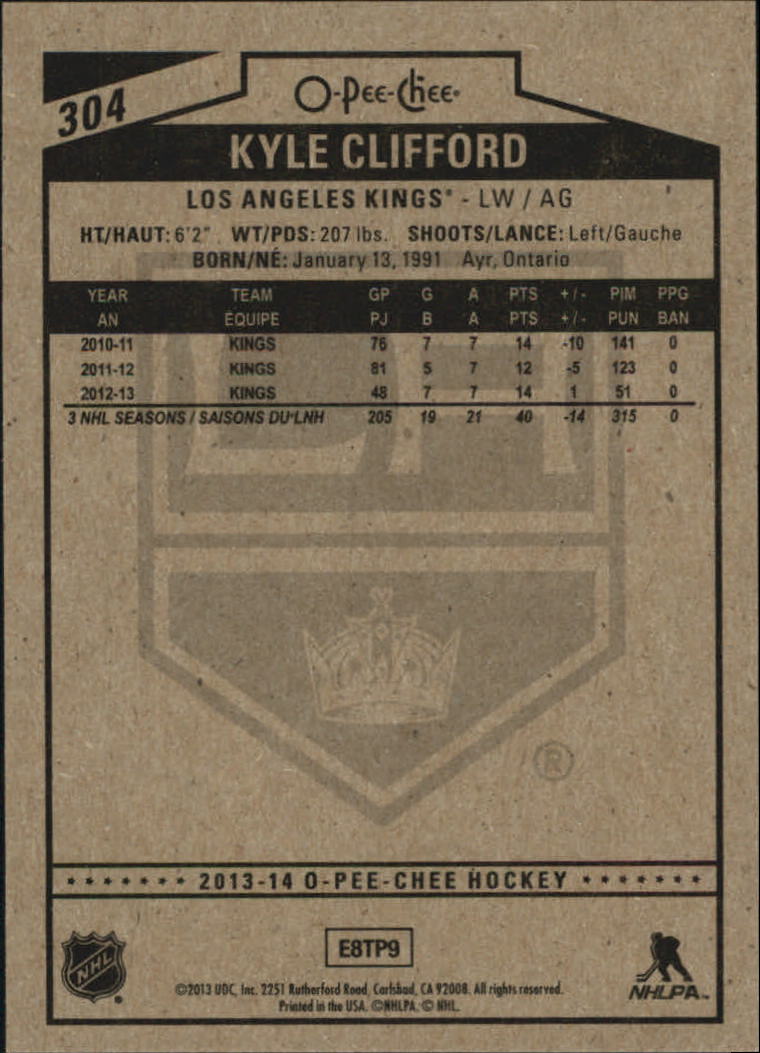 304
O-Pee-Chee
KYLE CLIFFORD
LOS ANGELES KINGS® - LW / AG
HT/HAUT: 6'2" WT/PDS: 207 lbs. SHOOTS/LANCE: Left/Gauche
BORN/NÉ: January 13, 1991 Ayr, Ontario
YEAR TEAM GP G A PTS +/- PIM PPG
AN ÉQUIPE PJ B A PTS +/- PUN BAN
2010-11 KINGS 76 7 7 14 -10 141 0
2011-12 KINGS 81 5 7 12 -5 123 0
2012-13 KINGS 48 7 7 14 1 51 0
3 NHL SEASONS / SAISONS DU LNH 205 19 21 40 -14 315 0
LA
®
2013-14 O-PEE-CHEE HOCKEY
E8TP9
NHL ®
NHLPA™
©2013 UDC, Inc. 2251 Rutherford Road, Carlsbad, CA 92008. All rights reserved.
Printed in the USA. ©NHLPA. © NHL.